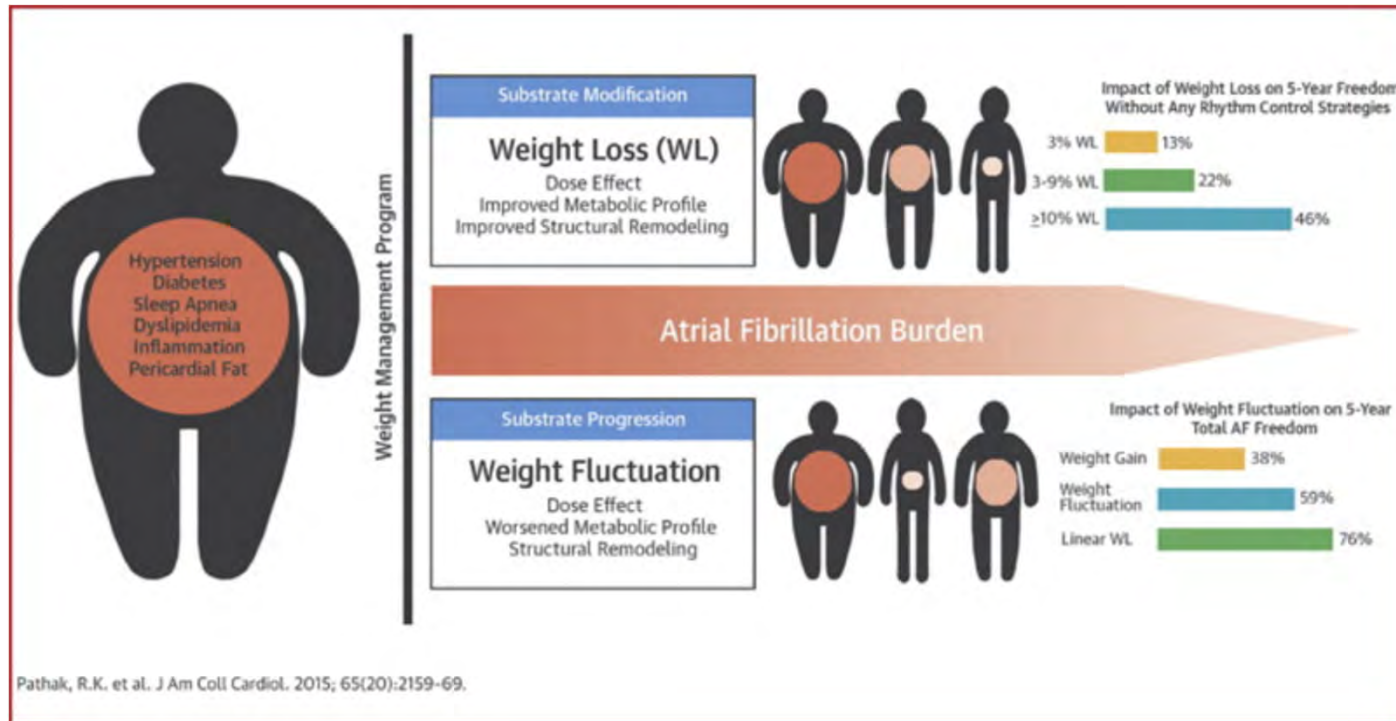 Hypertension
Diabetes
Sleep Apnea
Dyslipidemia
Inflammation
Pericardial Fat
Weight Management Program
Substrate Modification
Weight Loss (WL)
Dose Effect
Improved Metabolic Profile
Improved Structural Remodeling
Impact of Weight Loss on 5-Year Freedom
Without Any Rhythm Control Strategies
3% WL 13%
3-9% WL 22%
≥10% WL 46%
Atrial Fibrillation Burden
Substrate Progression
Weight Fluctuation
Dose Effect
Worsened Metabolic Profile
Structural Remodeling
Impact of Weight Fluctuation on 5-Year
Total AF Freedom
Weight Gain 38%
Weight
Fluctuation 59%
Linear WL 76%
Pathak, R.K. et al. J Am Coll Cardiol. 2015; 65(20):2159-69.